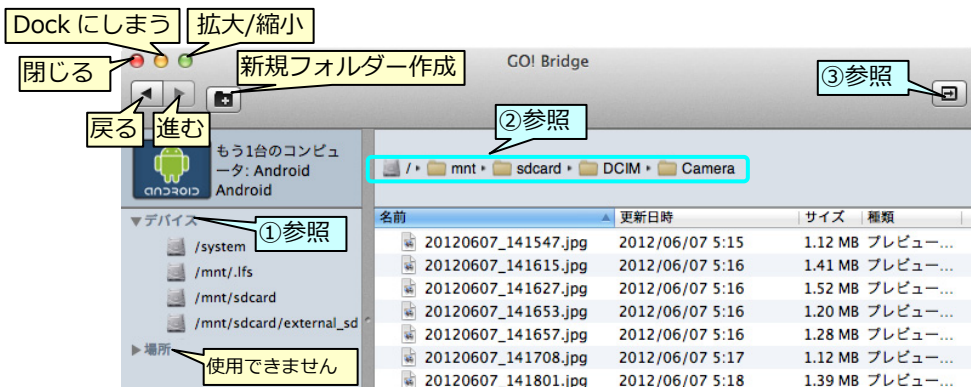 Dock にしまう
拡大/縮小
閉じる
新規フォルダー作成
GO! Bridge
③参照
戻る
進む
②参照
もう1台のコンピュ
ータ: Android
Android
ANDROID
/ ▸ mnt ▸ sdcard ▸ DCIM ▸ Camera
▼デバイス
①参照
名前 更新日時 サイズ 種類
/system
/mnt/.lfs
/mnt/sdcard
/mnt/sdcard/external_sd
▶場所
使用できません
20120607_141547.jpg 2012/06/07 5:15 1.12 MB プレビュー...
20120607_141615.jpg 2012/06/07 5:16 1.41 MB プレビュー...
20120607_141627.jpg 2012/06/07 5:16 1.52 MB プレビュー...
20120607_141653.jpg 2012/06/07 5:16 1.20 MB プレビュー...
20120607_141657.jpg 2012/06/07 5:16 1.28 MB プレビュー...
20120607_141708.jpg 2012/06/07 5:17 1.12 MB プレビュー...
20120607_141801.jpg 2012/06/07 5:18 1.39 MB プレビュー...